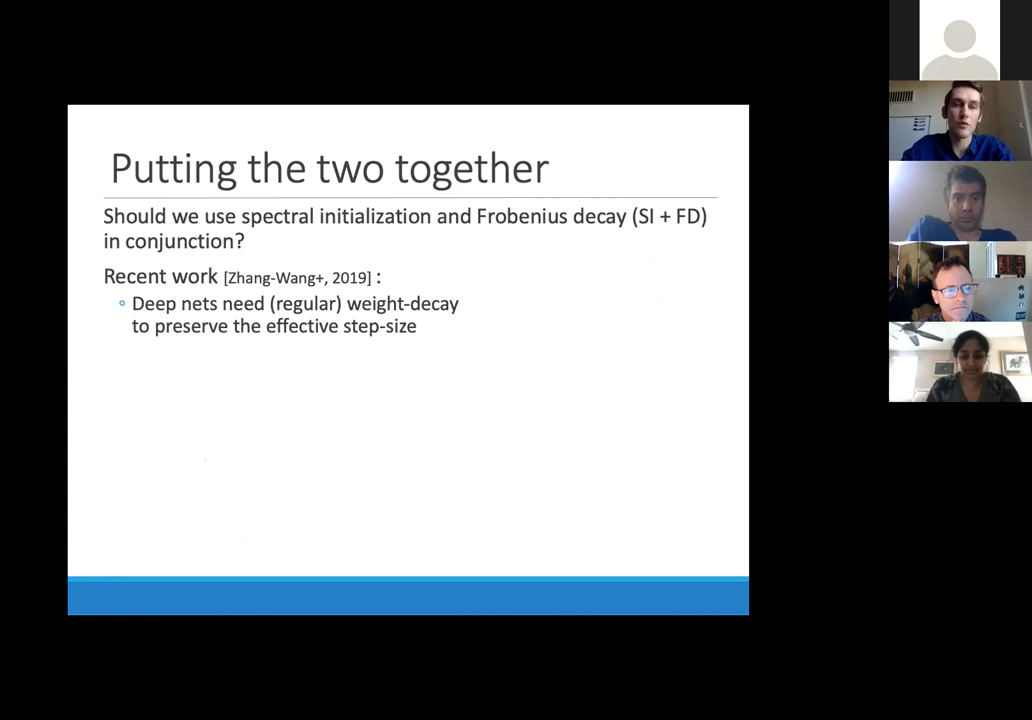 Putting the two together
Should we use spectral initialization and Frobenius decay (SI + FD)
in conjunction?
Recent work [Zhang-Wang+, 2019] :
◦ Deep nets need (regular) weight-decay
to preserve the effective step-size